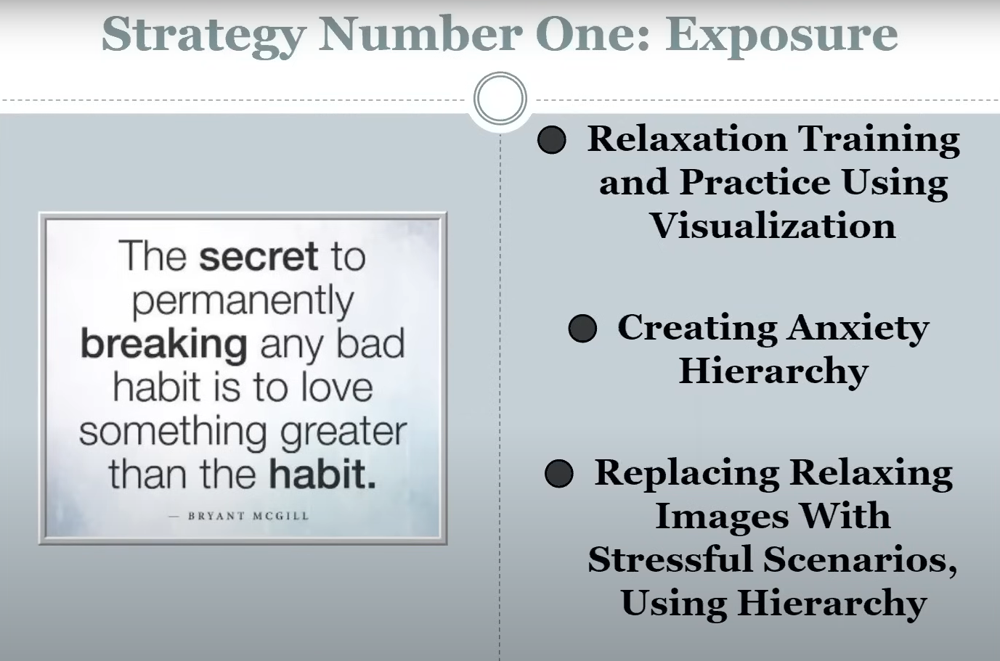 Strategy Number One: Exposure
The secret to
permanently
breaking any bad
habit is to love
something greater
than the habit.
— BRYANT MCGILL
Relaxation Training
and Practice Using
Visualization
Creating Anxiety
Hierarchy
Replacing Relaxing
Images With
Stressful Scenarios,
Using Hierarchy